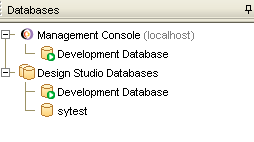 Databases
Management Console (localhost)
Development Database
Design Studio Databases
Development Database
sytest